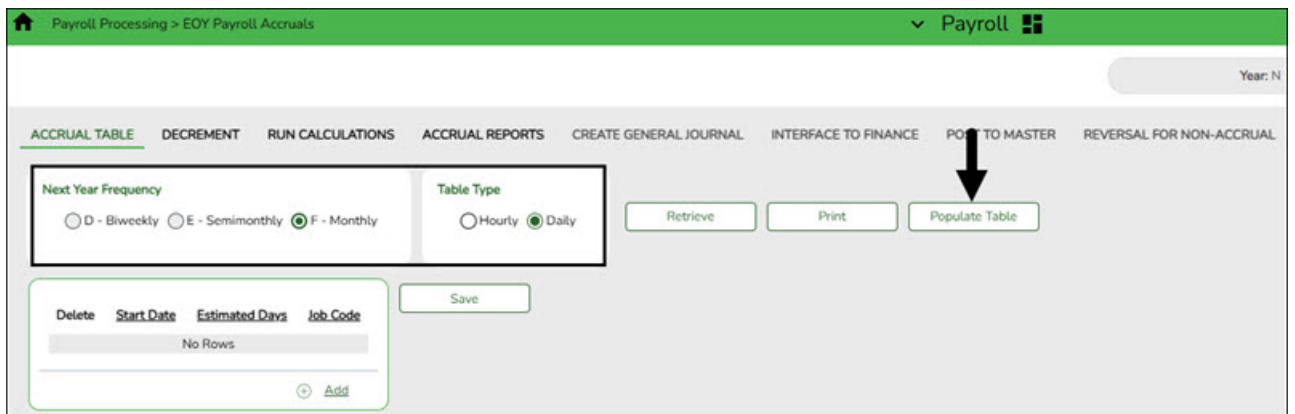 Payroll Processing > EOY Payroll Accruals
Payroll
Year: N
ACCRUAL TABLE DECREMENT RUN CALCULATIONS ACCRUAL REPORTS CREATE GENERAL JOURNAL INTERFACE TO FINANCE POST TO MASTER REVERSAL FOR NON-ACCRUAL
Next Year Frequency Table Type
D - Biweekly E - Semimonthly F - Monthly Hourly Daily Retrieve Print Populate Table
Save
Delete Start Date Estimated Days Job Code
No Rows
Add